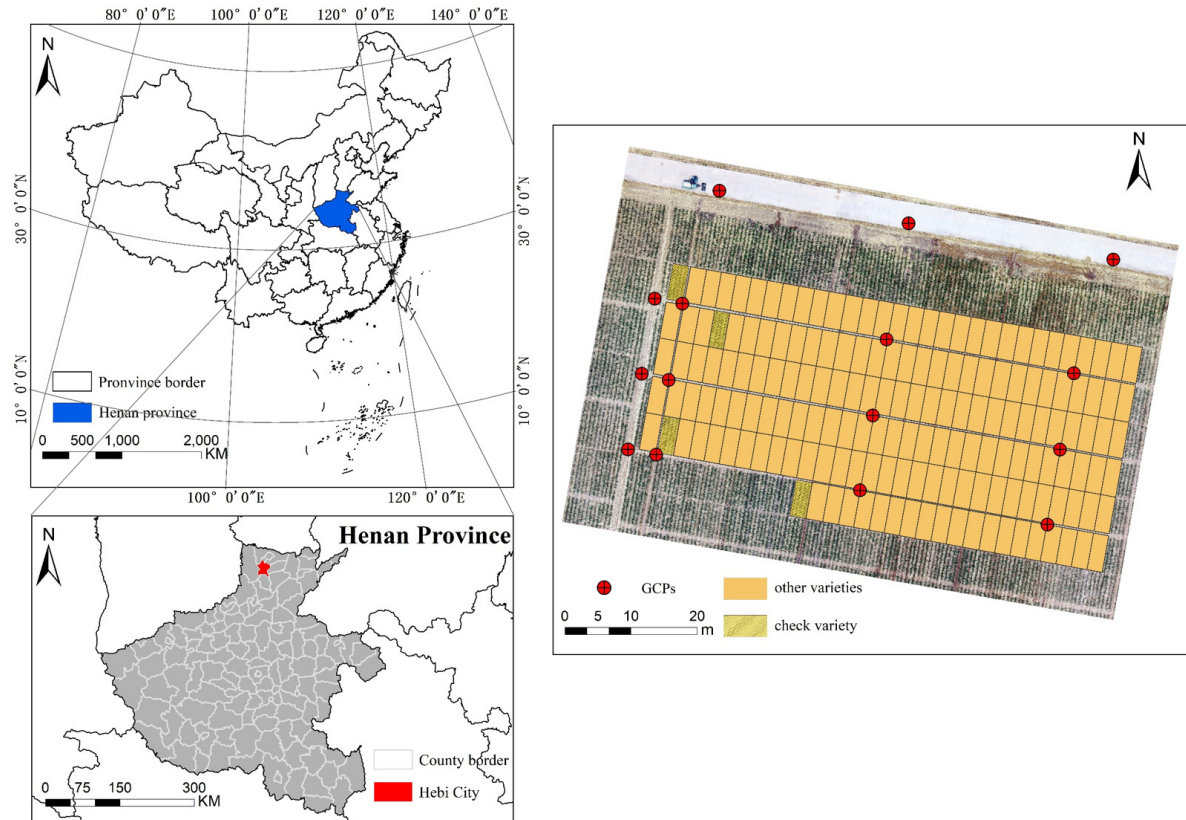 80° 0′0″E
100° 0′0″E
120° 0′0″E
140° 0′0″E
N
30° 0′0″N
30° 0′0″N
10° 0′0″N
10° 0′0″N
Pronvince border
Henan province
0 500 1,000 2,000
KM
100° 0′0″E
120° 0′0″E
Henan Province
N
County border
Hebi City
0 75 150 300
KM
N
GCPs
other varieties
check variety
0 5 10 20
m